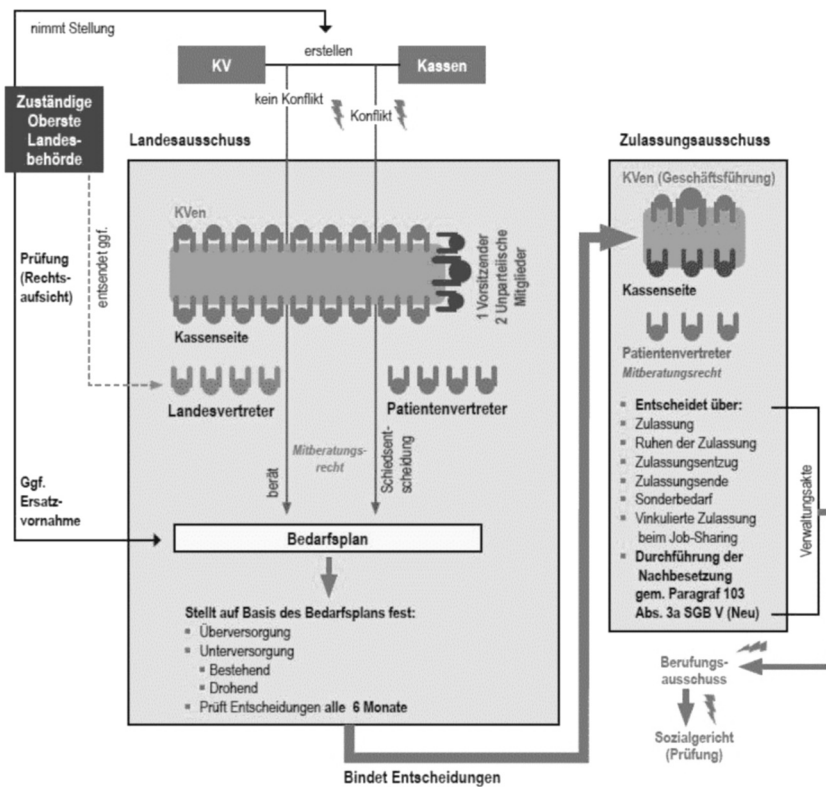 nimmt Stellung
erstellen
KV
Kassen
kein Konflikt
Konflikt
Zuständige
Oberste
Landes-
behörde
Landesausschuss
Zulassungsausschuss
KVen
KVen (Geschäftsführung)
Prüfung
(Rechts-
aufsicht)
entsendet ggf.
1 Vorsitzender
2 Unparteiische
Mitglieder
Kassenseite
Kassenseite
Landesvertreter
Patientenvertreter
Patientenvertreter
Mitberatungsrecht
Mitberatungs-
recht
berät
Schiedsent-
scheidung
Ggf.
Ersatz-
vornahme
Bedarfsplan
Stellt auf Basis des Bedarfsplans fest:
▪ Überversorgung
▪ Unterversorgung
▪ Bestehend
▪ Drohend
▪ Prüft Entscheidungen alle 6 Monate
Bindet Entscheidungen
▪ Entscheidet über:
▪ Zulassung
▪ Ruhen der Zulassung
▪ Zulassungsentzug
▪ Zulassungsende
▪ Sonderbedarf
▪ Vinkulierte Zulassung
beim Job-Sharing
▪ Durchführung der
Nachbesetzung
gem. Paragraf 103
Abs. 3a SGB V (Neu)
Verwaltungsakte
Berufungs-
ausschuss
Sozialgericht
(Prüfung)